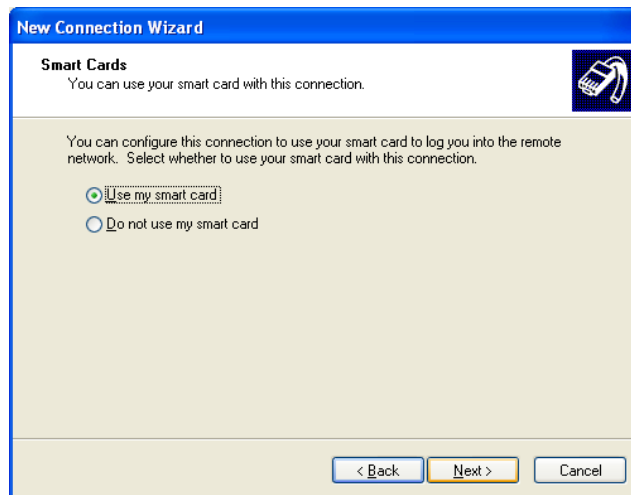 New Connection Wizard
Smart Cards
You can use your smart card with this connection.
You can configure this connection to use your smart card to log you into the remote
network. Select whether to use your smart card with this connection.
Use my smart card
Do not use my smart card
< Back Next > Cancel